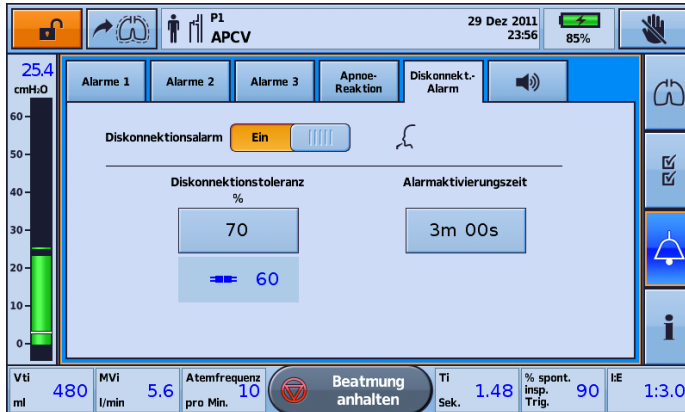 P1
APCV
29 Dez 2011
23:56
85%
25.4
cmH₂O
60
50
40
30
20
10
0
Alarme 1
Alarme 2
Alarme 3
Apnoe-
Reaktion
Diskonnekt.-
Alarm
Diskonnektionsalarm
Ein
Diskonnektionstoleranz
%
70
60
Alarmaktivierungszeit
3m 00s
Vti
480
ml
MVi
5.6
l/min
Atemfrequenz
10
pro Min.
Beatmung
anhalten
Ti
1.48
Sek.
% spont.
insp.
Trig.
90
I:E
1:3.0